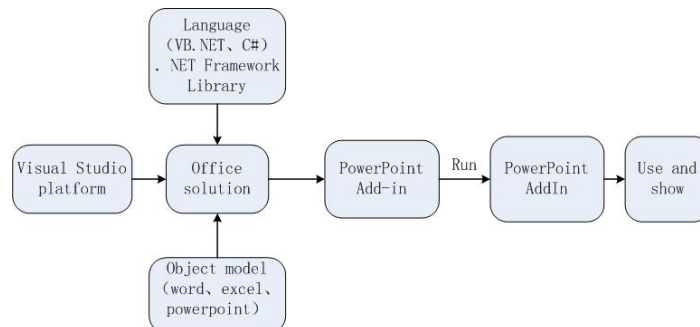 Language
(VB.NET、C#)
. NET Framework
Library
Visual Studio
platform
Office
solution
PowerPoint
Add-in
Run
PowerPoint
AddIn
Use and
show
Object model
(word、excel、
powerpoint)